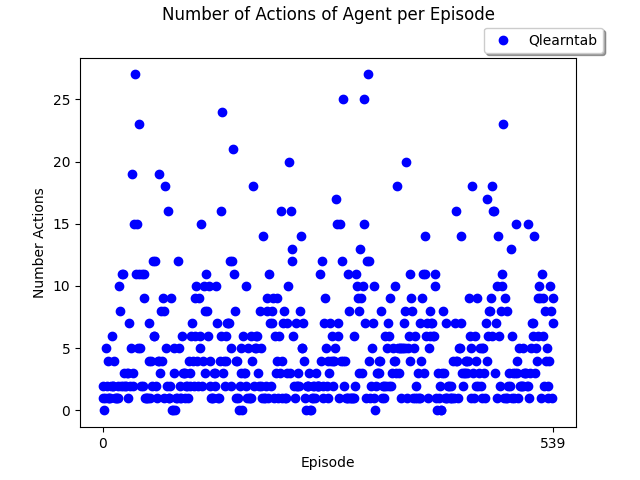 Number of Actions of Agent per Episode
Qlearntab
25
20
15
10
5
0
Number Actions
0
539
Episode